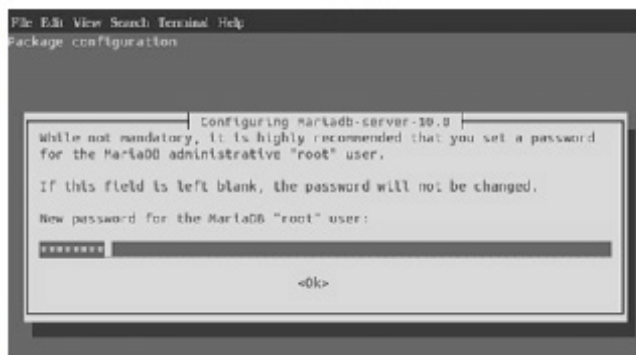 File Edit View Search Terminal Help
Package configuration
Configuring mariadb-server-10.0
While not mandatory, it is highly recommended that you set a password
for the MariaDB administrative "root" user.
If this field is left blank, the password will not be changed.
New password for the MariaDB "root" user:
********
<Ok>